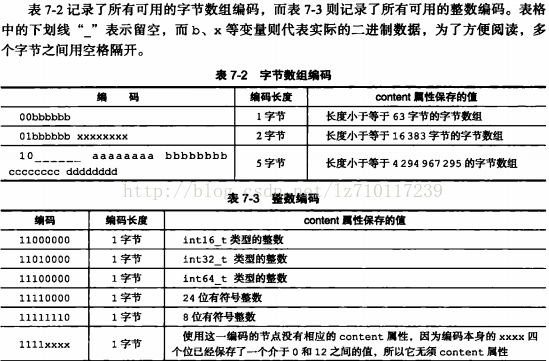 表 7-2 记录了所有可用的字节数组编码，而表 7-3 则记录了所有可用的整数编码。表格
中的下划线“_”表示留空，而 b、x 等变量则代表实际的二进制数据，为了方便阅读，多
个字节之间用空格隔开。
表 7-2 字节数组编码
编 码 编码长度 content 属性保存的值
00bbbbbb 1 字节 长度小于等于 63 字节的字节数组
01bbbbbb xxxxxxxx 2 字节 长度小于等于 16 383 字节的字节数组
10______ aaaaaaaa bbbbbbbb
cccccccc dddddddd 5 字节 长度小于等于 4 294 967 295 的字节数组
http://blog.csdn.net/lz710117239
表 7-3 整数编码
编码 编码长度 content 属性保存的值
11000000 1 字节 int16_t 类型的整数
11010000 1 字节 int32_t 类型的整数
11100000 1 字节 int64_t 类型的整数
11110000 1 字节 24 位有符号整数
11111110 1 字节 8 位有符号整数
1111xxxx 1 字节 使用这一编码的节点没有相应的 content 属性，因为编码本身的 xxxx 四
个位已经保存了一个介于 0 和 12 之间的值，所以它无须 content 属性